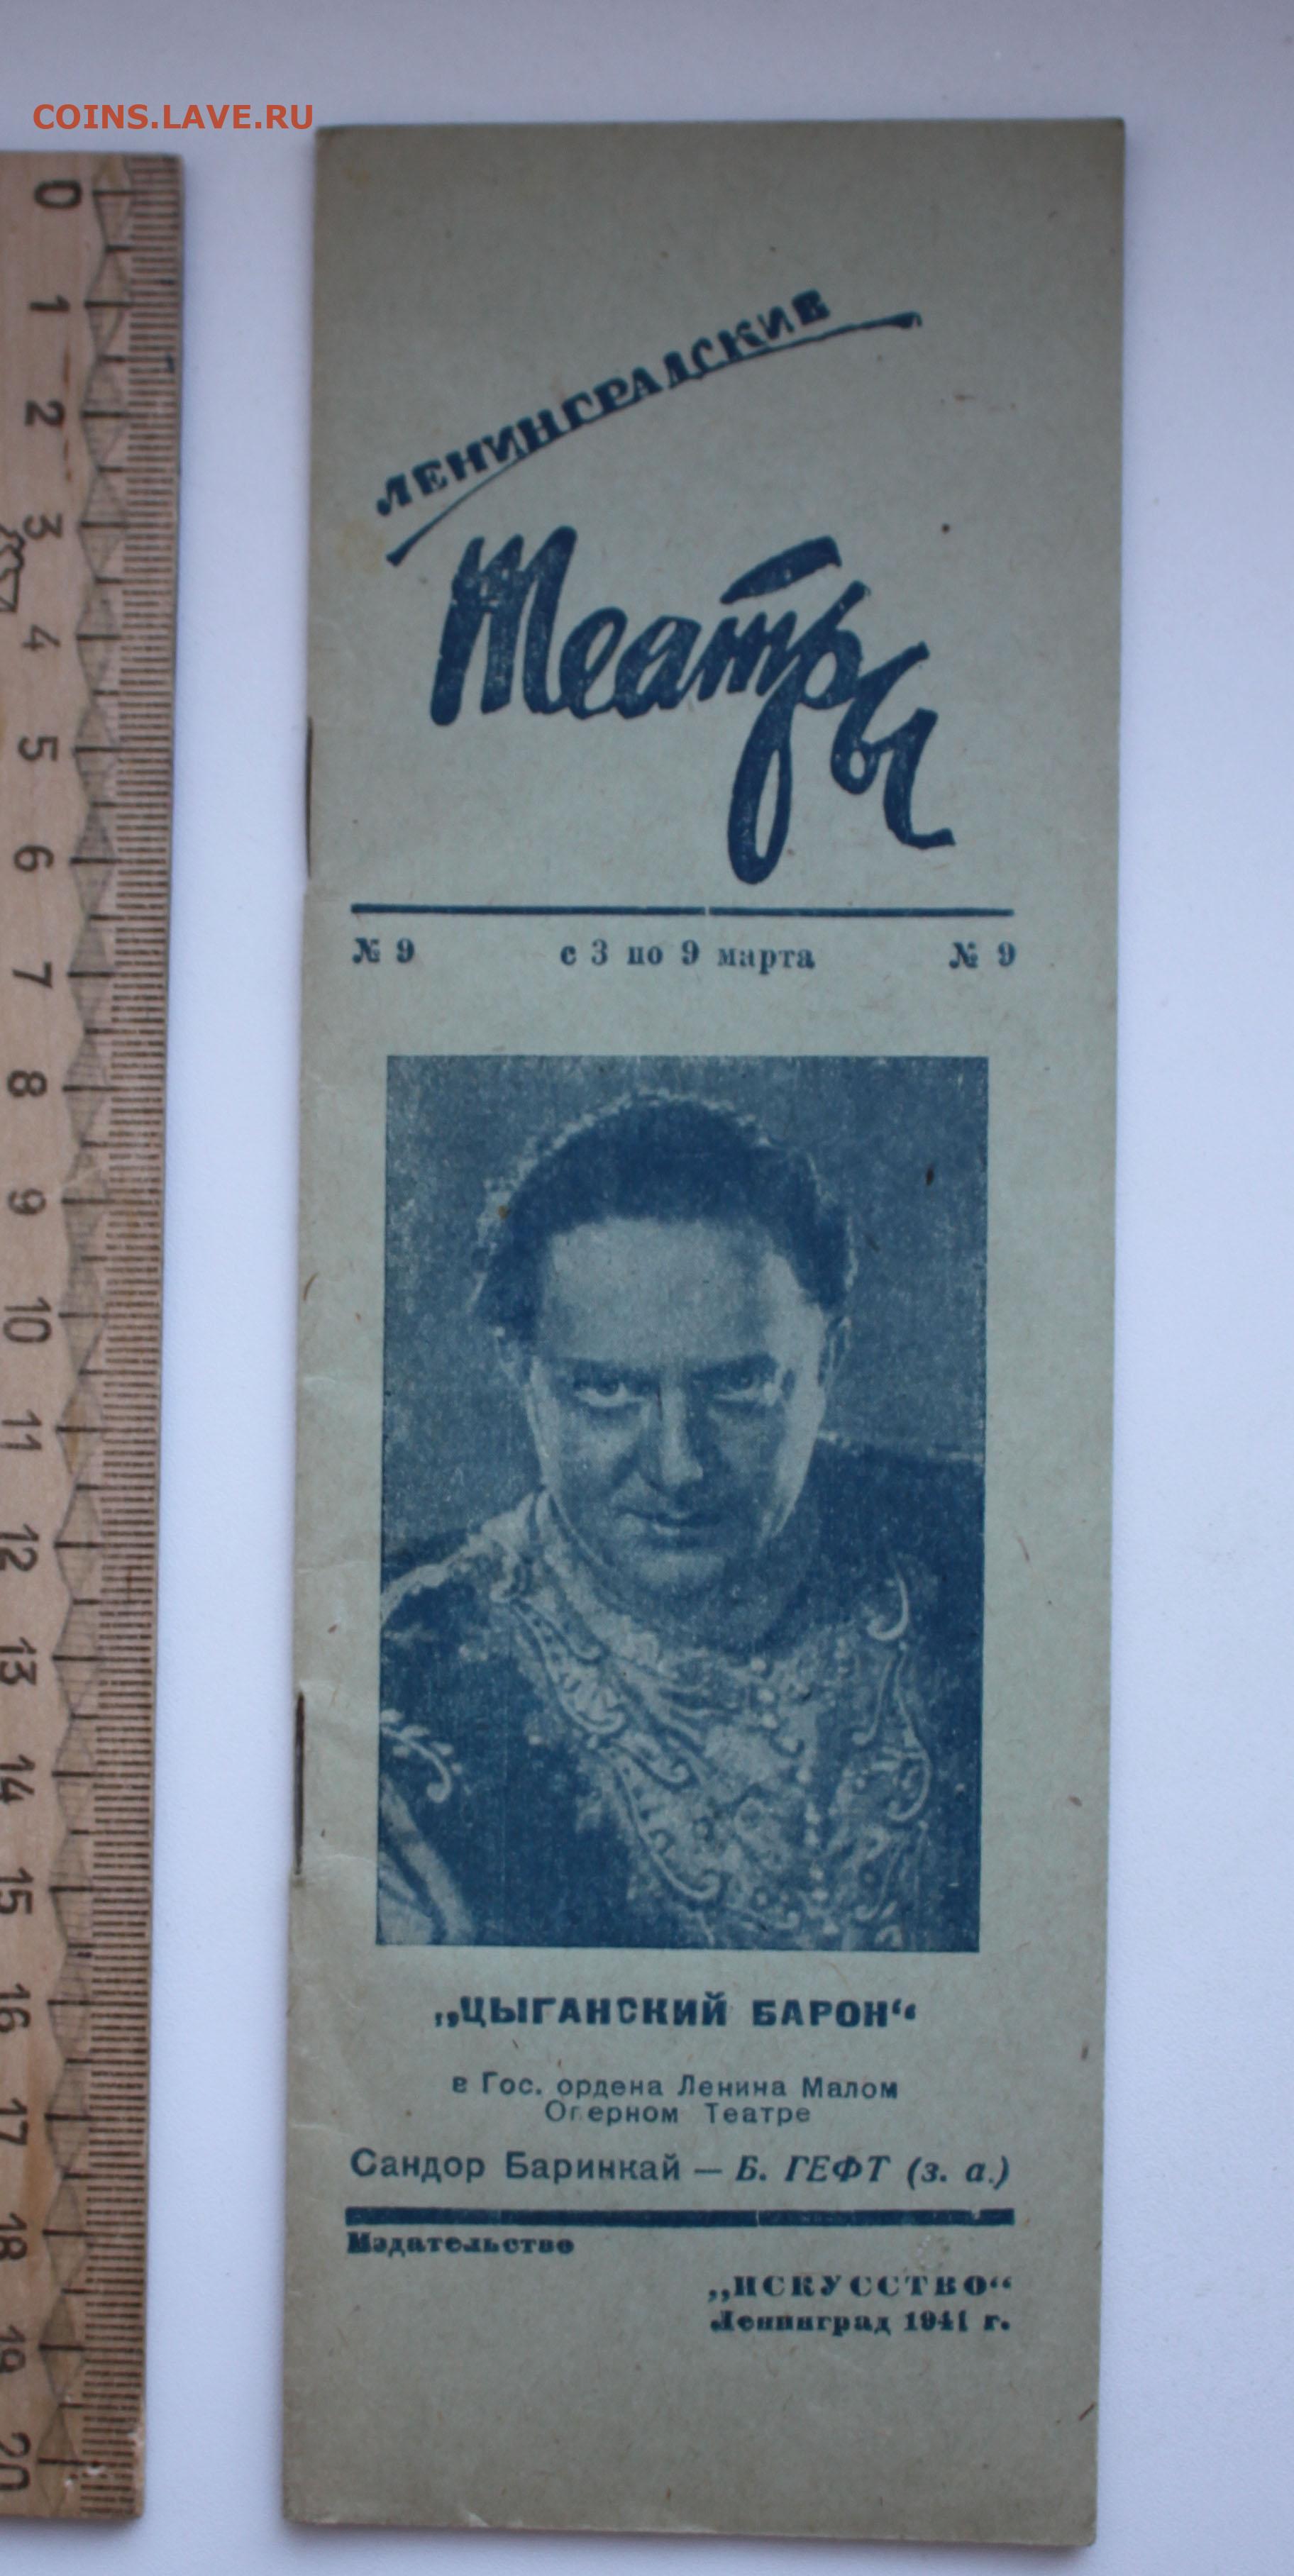 COINS.LAVE.RU
ЛЕНИНГРАДСКИЕ
Театры
№ 9 с 3 по 9 марта № 9
„ЦЫГАНСКИЙ БАРОН“
в Гос. ордена Ленина Малом
Оперном Театре
Сандор Баринкай — Б. ГЕФТ (з. а.)
Издательство
„ИСКУССТВО“
Ленинград 1941 г.
0
1
2
3
4
5
6
7
8
9
10
11
12
13
14
15
16
17
18
19
20